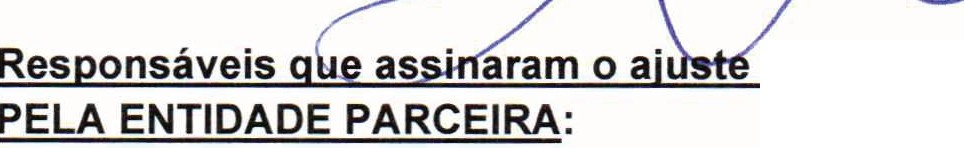 Responsáveis que assinaram o ajuste
PELA ENTIDADE PARCEIRA: